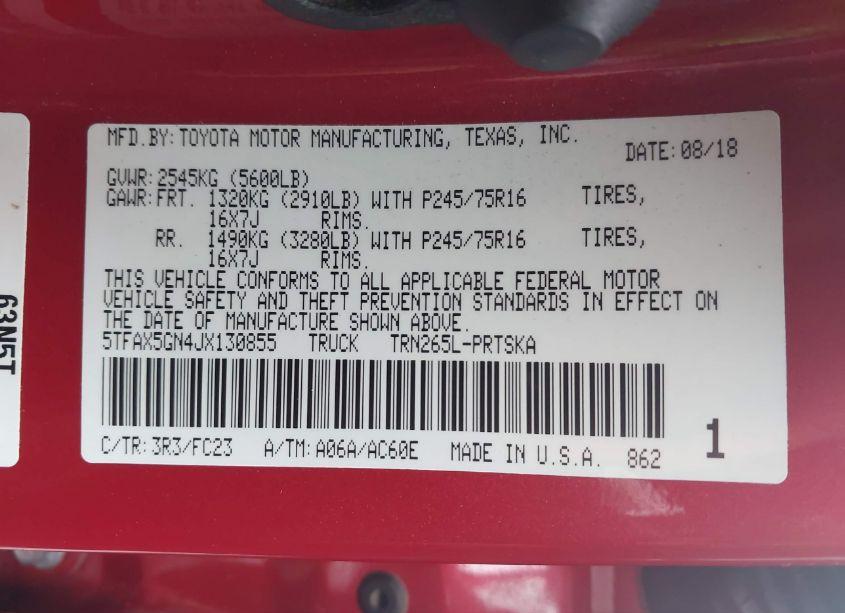 MFD.BY:TOYOTA MOTOR MANUFACTURING, TEXAS, INC.
DATE:08/18
GVWR:2545KG (5600LB)
GAWR:FRT. 1320KG (2910LB) WITH P245/75R16 TIRES,
16X7J RIMS.
RR. 1490KG (3280LB) WITH P245/75R16 TIRES,
16X7J RIMS.
THIS VEHICLE CONFORMS TO ALL APPLICABLE FEDERAL MOTOR
VEHICLE SAFETY AND THEFT PREVENTION STANDARDS IN EFFECT ON
THE DATE OF MANUFACTURE SHOWN ABOVE.
5TFAX5GN4JX130855 TRUCK TRN265L-PRTSKA
C/TR:3R3/FC23 A/TM:A06A/AC60E MADE IN U.S.A. 862
1
63N5T